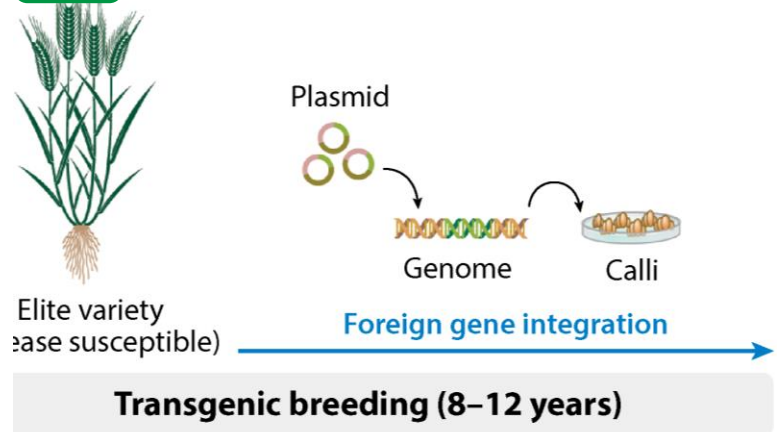 Plasmid
Genome
Calli
Elite variety
ease susceptible)
Foreign gene integration
Transgenic breeding (8–12 years)